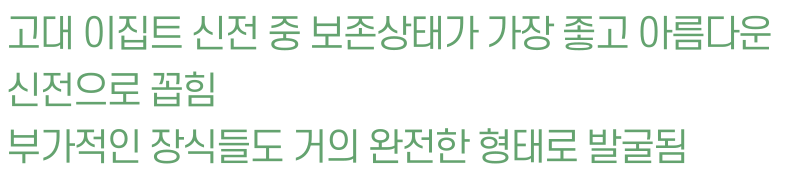 고대 이집트 신전 중 보존상태가 가장 좋고 아름다운
신전으로 꼽힘
부가적인 장식들도 거의 완전한 형태로 발굴됨